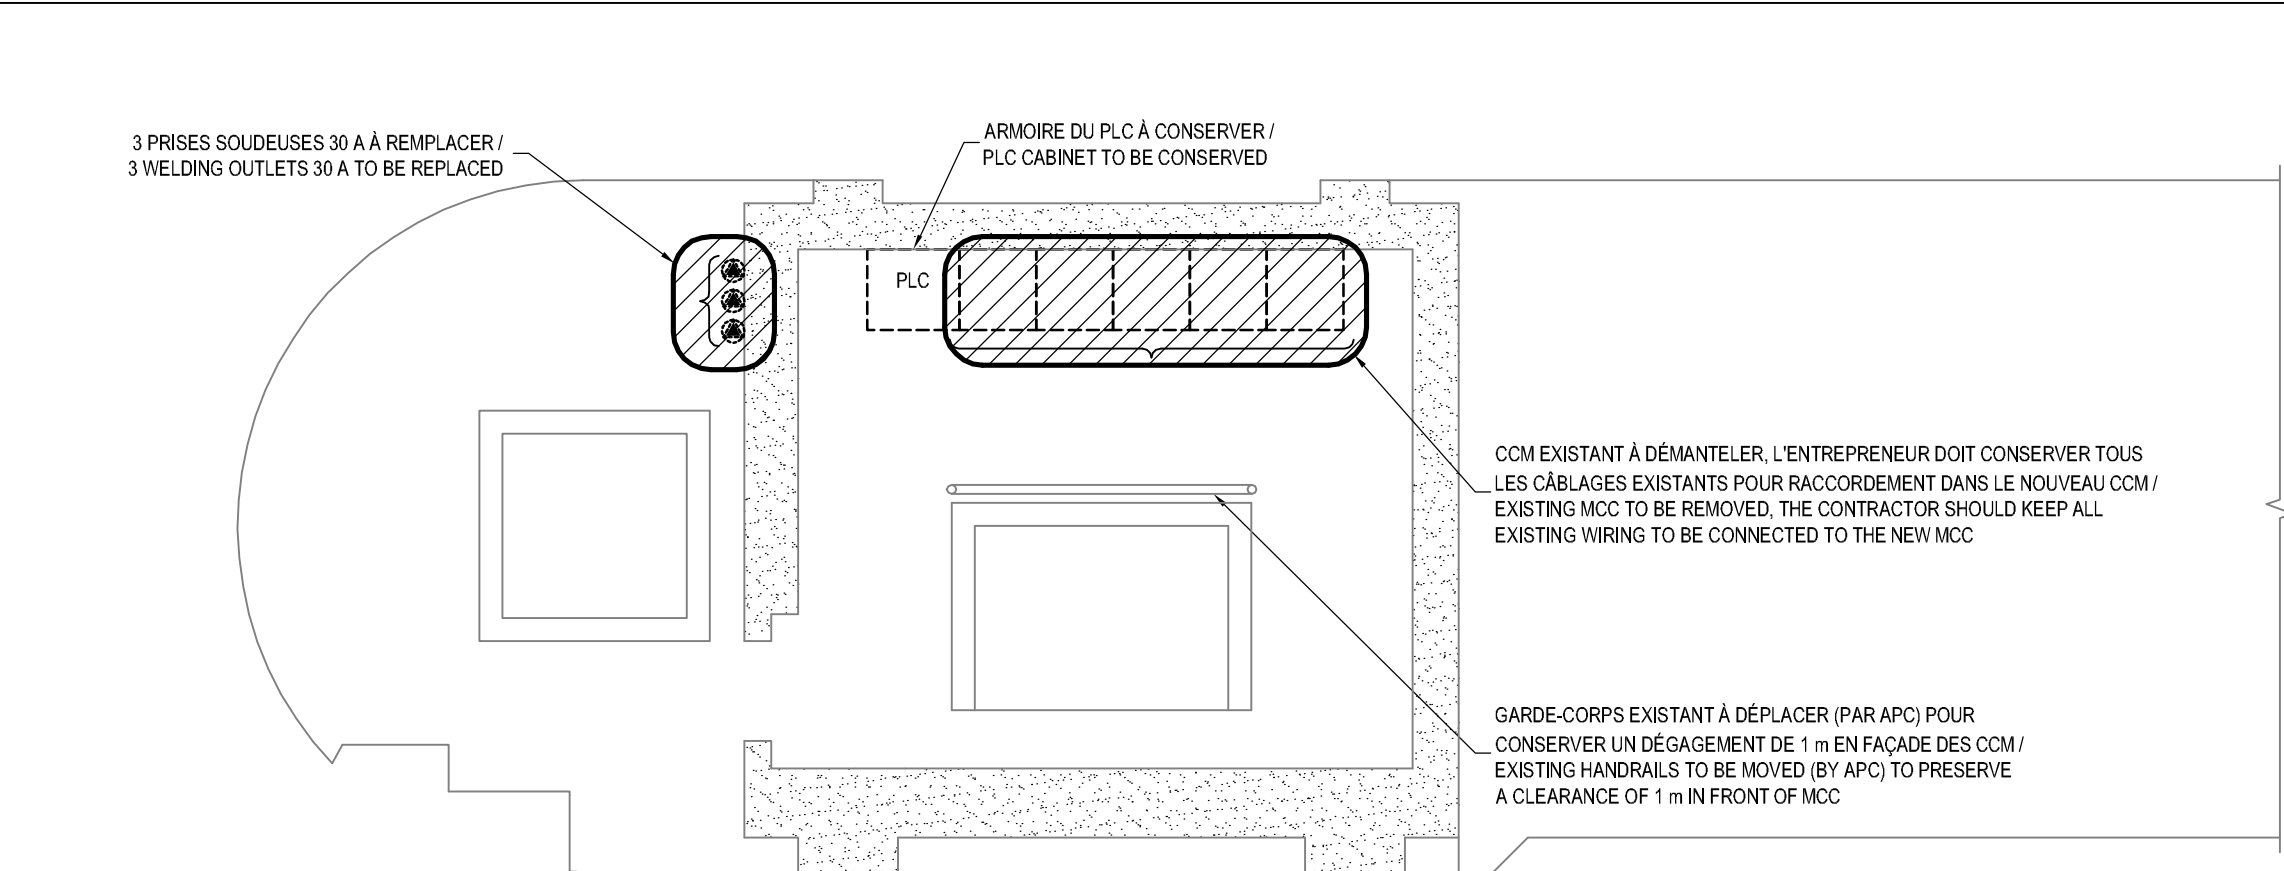 3 PRISES SOUDEUSES 30 A À REMPLACER /
3 WELDING OUTLETS 30 A TO BE REPLACED
ARMOIRE DU PLC À CONSERVER /
PLC CABINET TO BE CONSERVED
PLC
CCM EXISTANT À DÉMANTELER, L'ENTREPRENEUR DOIT CONSERVER TOUS
LES CÂBLAGES EXISTANTS POUR RACCORDEMENT DANS LE NOUVEAU CCM /
EXISTING MCC TO BE REMOVED, THE CONTRACTOR SHOULD KEEP ALL
EXISTING WIRING TO BE CONNECTED TO THE NEW MCC
GARDE-CORPS EXISTANT À DÉPLACER (PAR APC) POUR
CONSERVER UN DÉGAGEMENT DE 1 m EN FAÇADE DES CCM /
EXISTING HANDRAILS TO BE MOVED (BY APC) TO PRESERVE
A CLEARANCE OF 1 m IN FRONT OF MCC